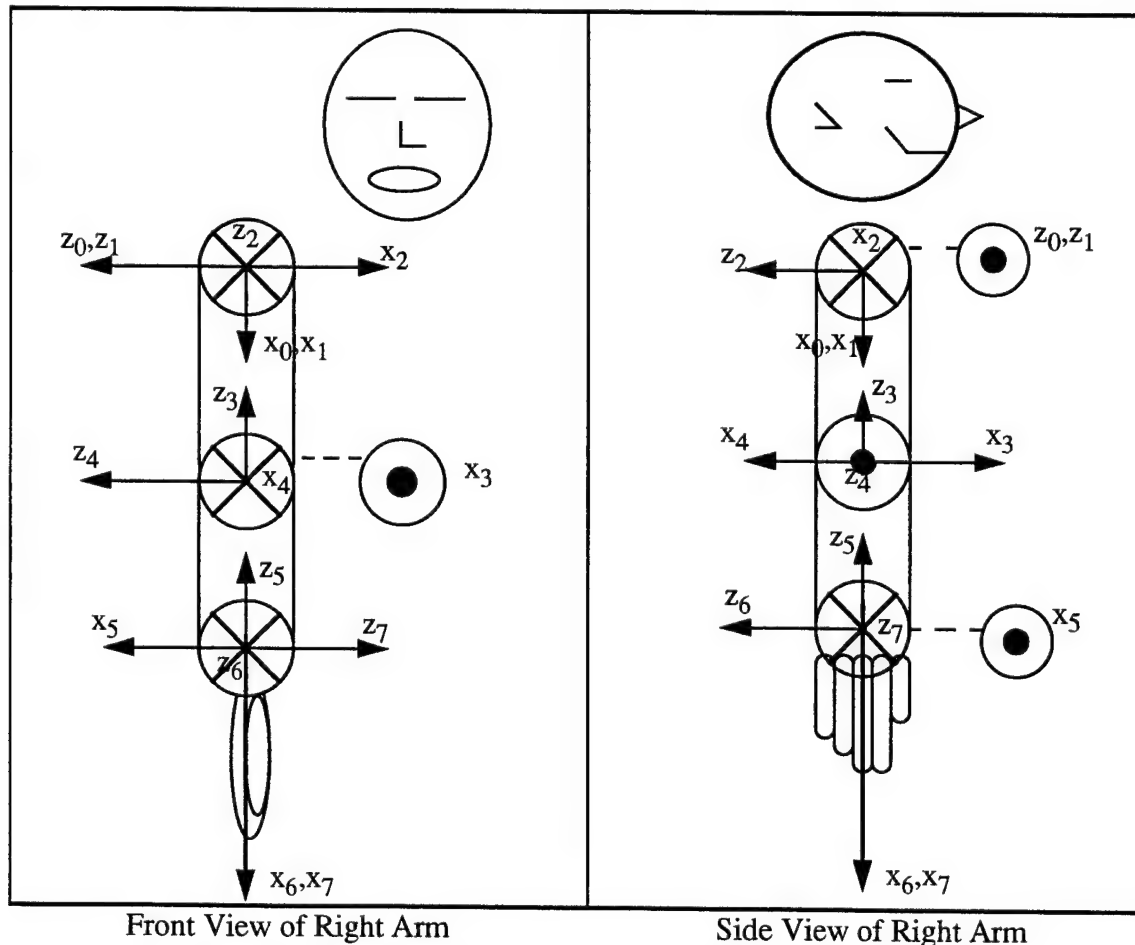 z₀,z₁
z₂
x₂
x₀,x₁
z₃
z₄
x₄
x₃
z₅
x₅
z₇
z₆
x₆,x₇
Front View of Right Arm
x₂
z₀,z₁
z₂
x₀,x₁
z₃
x₄
x₃
z₄
z₅
z₆
z₇
x₅
x₆,x₇
Side View of Right Arm